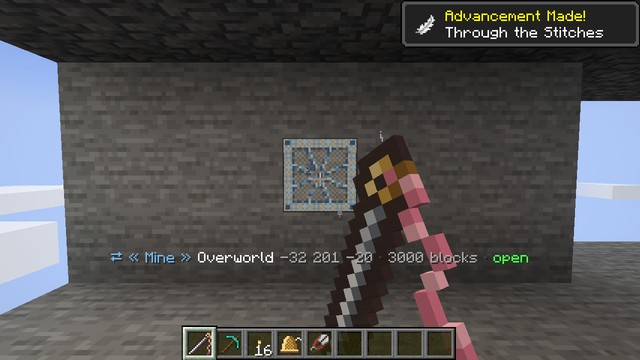 Advancement Made!
Through the Stitches
⇄ « Mine » Overworld -32 201 -20 · 3000 blocks · open
16